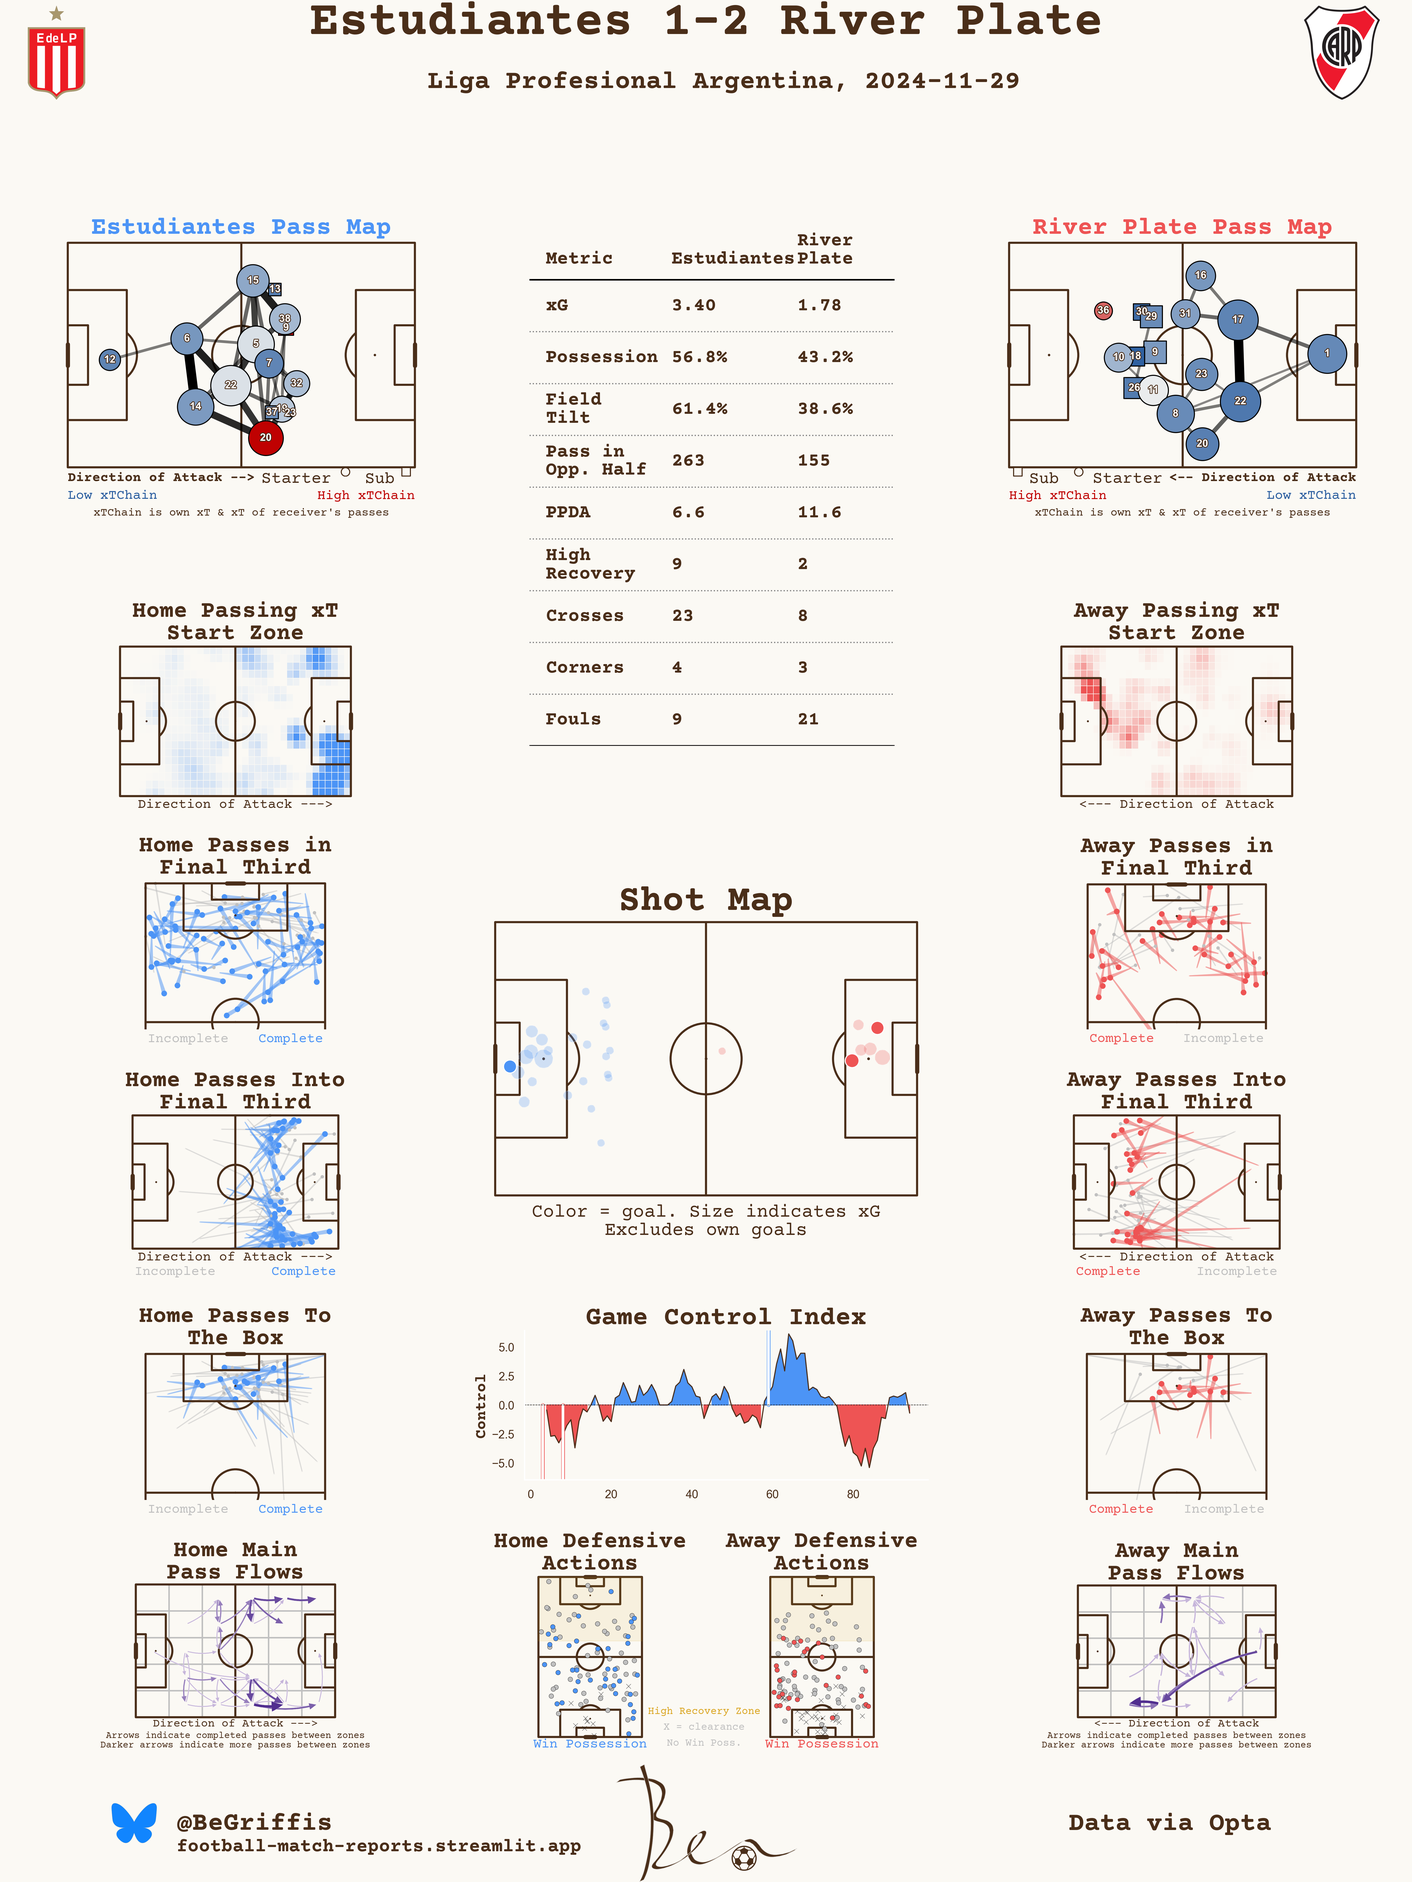 Estudiantes 1-2 River Plate
Liga Profesional Argentina, 2024-11-29
EdeLP
CARP
Estudiantes Pass Map
15
13
38
9
6
5
12
7
22
32
14
37
19
23
20
Direction of Attack --> Starter Sub
Low xTChain High xTChain
xTChain is own xT & xT of receiver's passes
Metric Estudiantes River Plate
xG 3.40 1.78
Possession 56.8% 43.2%
Field Tilt 61.4% 38.6%
Pass in Opp. Half 263 155
PPDA 6.6 11.6
High Recovery 9 2
Crosses 23 8
Corners 4 3
Fouls 9 21
River Plate Pass Map
16
36
30
29
31
17
10
18
9
1
23
26
11
22
8
20
Sub Starter <-- Direction of Attack
High xTChain Low xTChain
xTChain is own xT & xT of receiver's passes
Home Passing xT
Start Zone
Direction of Attack --->
Away Passing xT
Start Zone
<--- Direction of Attack
Home Passes in
Final Third
Incomplete Complete
Away Passes in
Final Third
Complete Incomplete
Shot Map
Color = goal. Size indicates xG
Excludes own goals
Home Passes Into
Final Third
Direction of Attack --->
Incomplete Complete
Away Passes Into
Final Third
<--- Direction of Attack
Complete Incomplete
Home Passes To
The Box
Incomplete Complete
Game Control Index
Control
5.0
2.5
0.0
−2.5
−5.0
0 20 40 60 80
Away Passes To
The Box
Complete Incomplete
Home Main
Pass Flows
Direction of Attack --->
Arrows indicate completed passes between zones
Darker arrows indicate more passes between zones
Home Defensive
Actions
Win Possession
High Recovery Zone
X = clearance
No Win Poss.
Away Defensive
Actions
Win Possession
Away Main
Pass Flows
<--- Direction of Attack
Arrows indicate completed passes between zones
Darker arrows indicate more passes between zones
@BeGriffis
football-match-reports.streamlit.app
Ben
Data via Opta